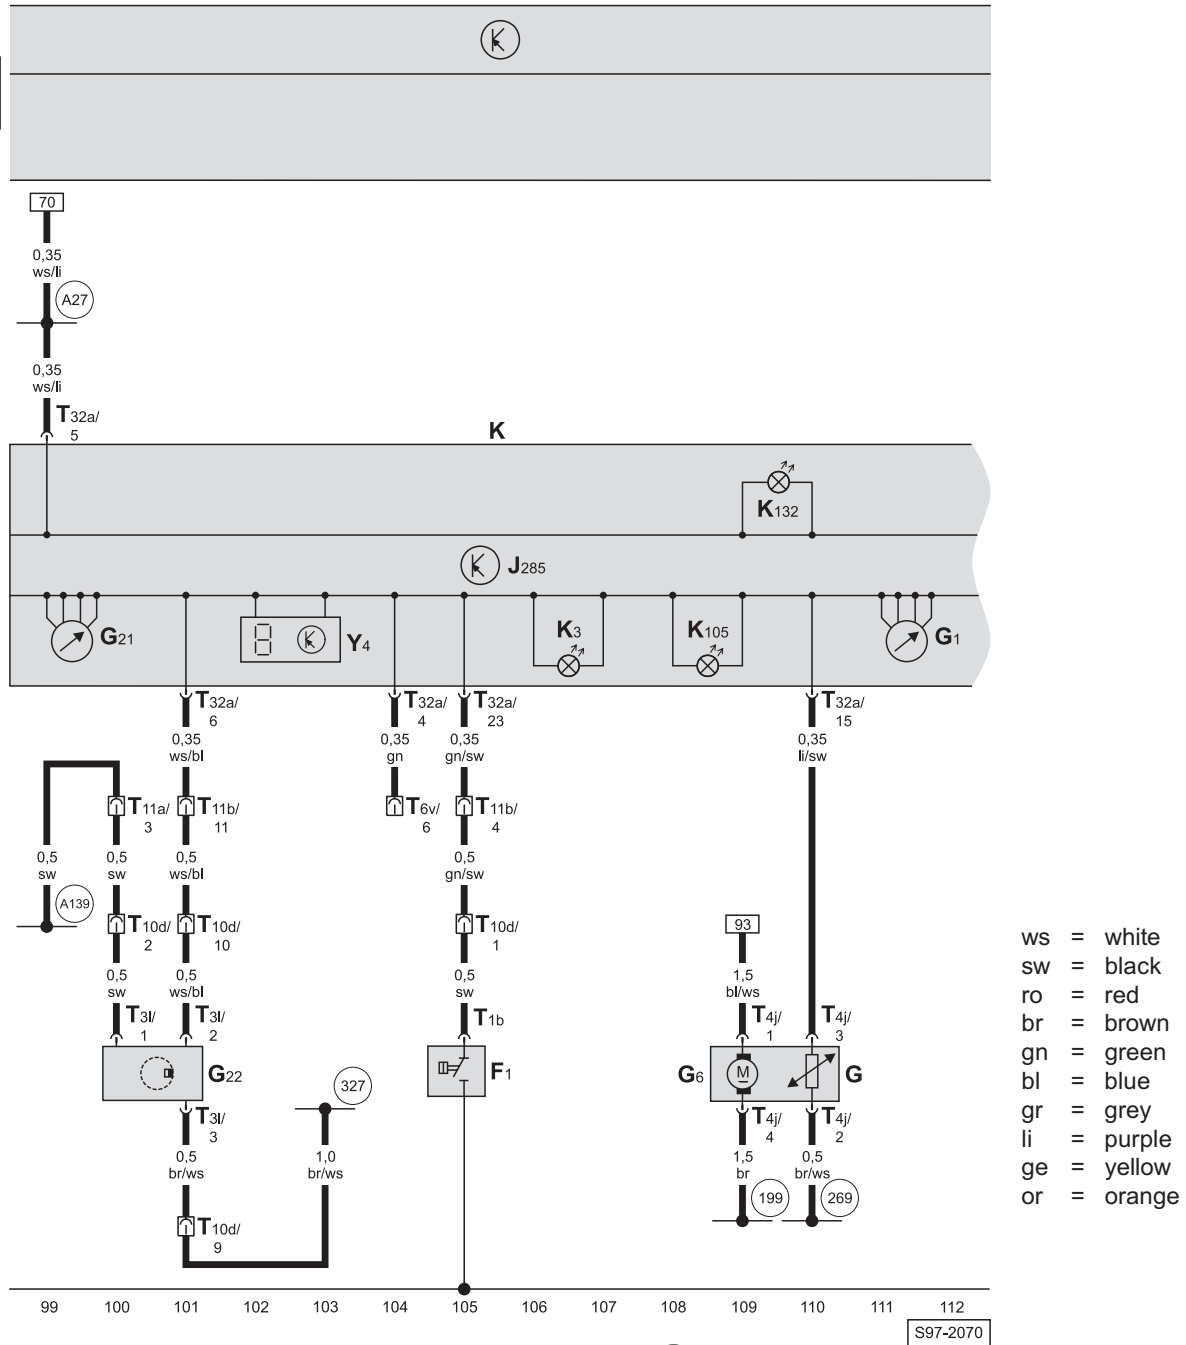 70
0,35
ws/li
A27
0,35
ws/li
T32a/
5
K
K132
J285
G21
Y4
K3
K105
G1
T32a/
6
T32a/
4
T32a/
23
T32a/
15
0,35
ws/bl
0,35
gn
0,35
gn/sw
0,35
li/sw
T11a/
3
T11b/
11
T6v/
6
T11b/
4
0,5
sw
0,5
sw
0,5
ws/bl
0,5
gn/sw
A139
T10d/
2
T10d/
10
T10d/
1
93
0,5
sw
0,5
ws/bl
0,5
sw
1,5
bl/ws
T3l/
1
T3l/
2
T1b
T4j/
1
T4j/
3
G22
F1
G6
M
G
327
T3l/
3
T4j/
4
T4j/
2
0,5
br/ws
1,0
br/ws
1,5
br
0,5
br/ws
199
269
T10d/
9
99 100 101 102 103 104 105 106 107 108 109 110 111 112
S97-2070
ws = white
sw = black
ro = red
br = brown
gn = green
bl = blue
gr = grey
li = purple
ge = yellow
or = orange